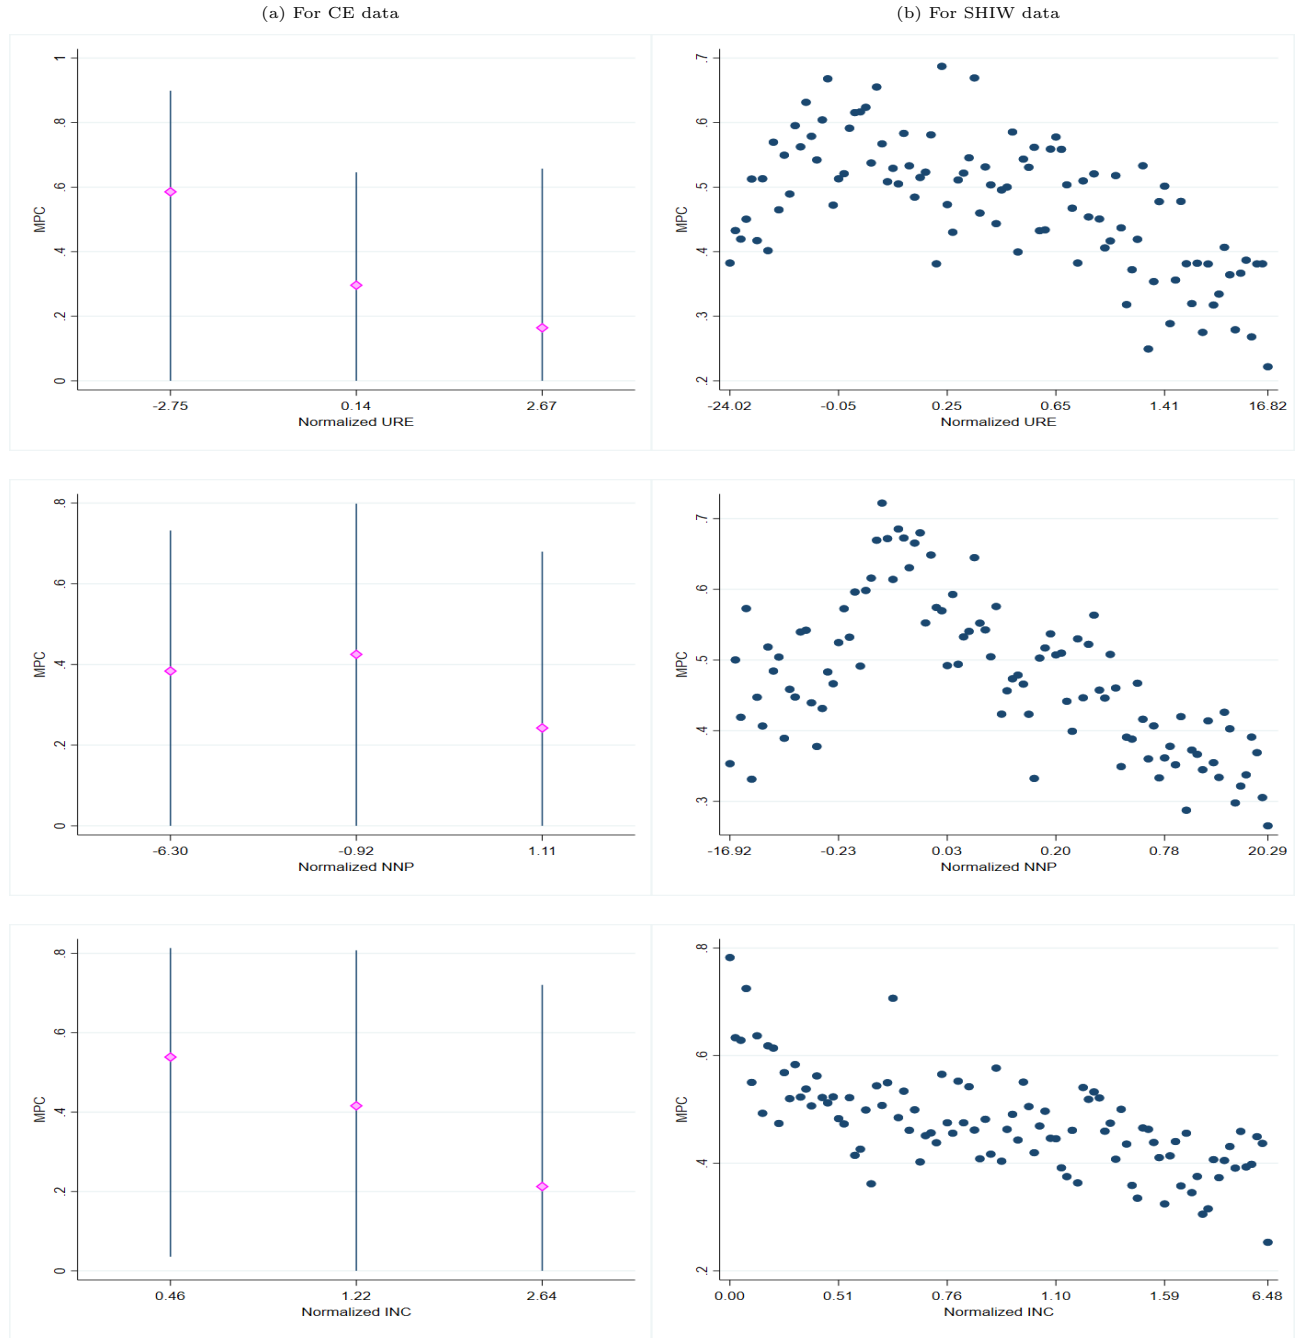 (a) For CE data
(b) For SHIW data
MPC
1
.8
.6
.4
.2
0
-2.75 0.14 2.67
Normalized URE
MPC
.7
.6
.5
.4
.3
.2
-24.02 -0.05 0.25 0.65 1.41 16.82
Normalized URE
MPC
.8
.6
.4
.2
0
-6.30 -0.92 1.11
Normalized NNP
MPC
.7
.6
.5
.4
.3
-16.92 -0.23 0.03 0.20 0.78 20.29
Normalized NNP
MPC
.8
.6
.4
.2
0
0.46 1.22 2.64
Normalized INC
MPC
.8
.6
.4
.2
0.00 0.51 0.76 1.10 1.59 6.48
Normalized INC